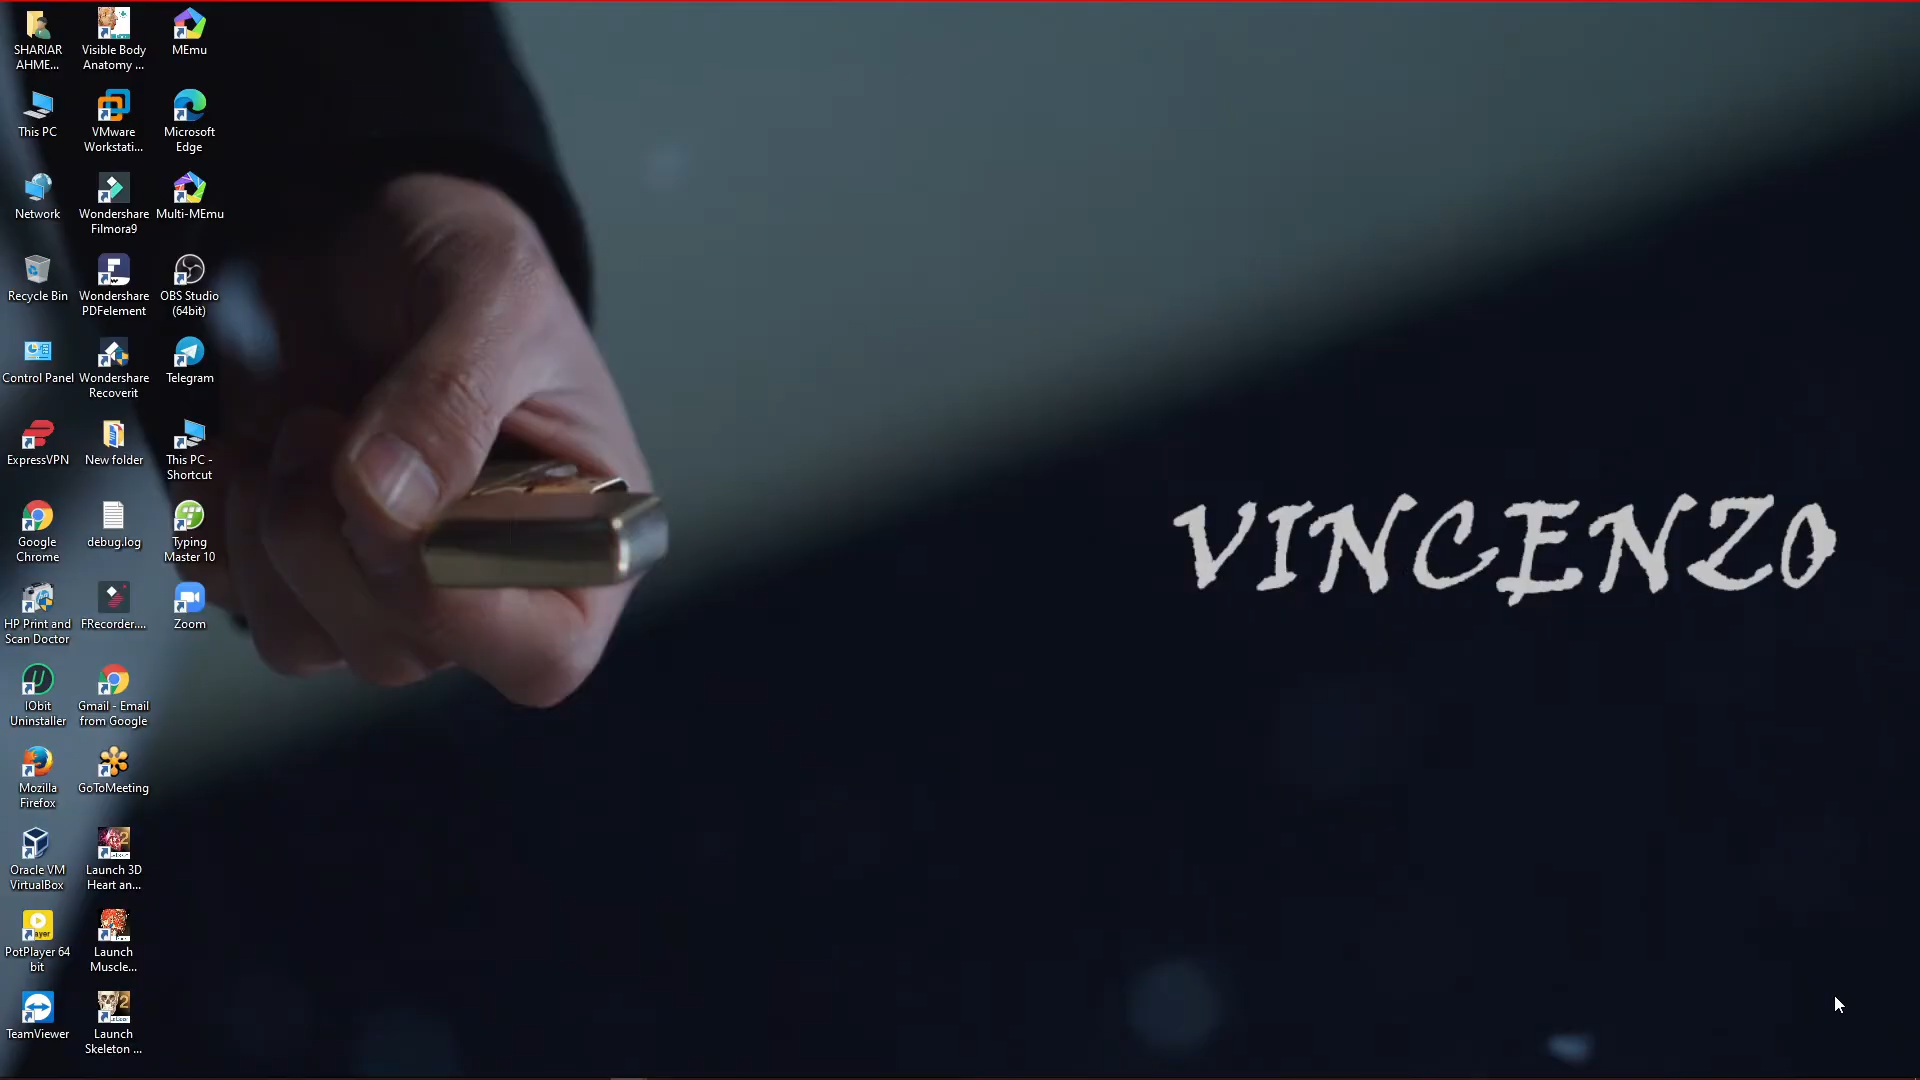 SHARIAR
AHME...
Visible Body
Anatomy ...
MEmu
This PC
VMware
Workstati...
Microsoft
Edge
Network
Wondershare
Filmora9
Multi-MEmu
Recycle Bin
Wondershare
PDFelement
OBS Studio
(64bit)
Control Panel
Wondershare
Recoverit
Telegram
ExpressVPN
New folder
This PC -
Shortcut
Google
Chrome
debug.log
Typing
Master 10
HP Print and
Scan Doctor
FRecorder....
Zoom
IObit
Uninstaller
Gmail - Email
from Google
Mozilla
Firefox
GoToMeeting
Oracle VM
VirtualBox
Launch 3D
Heart an...
PotPlayer 64
bit
Launch
Muscle...
TeamViewer
Launch
Skeleton ...
VINCENZO